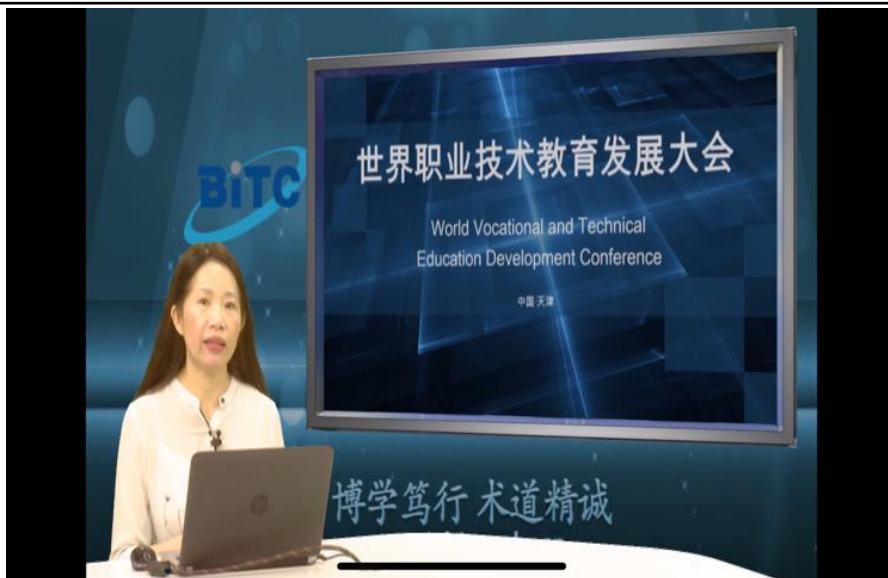 BiTC
世界职业技术教育发展大会
World Vocational and Technical
Education Development Conference
中国·天津
博学笃行 术道精诚
hp